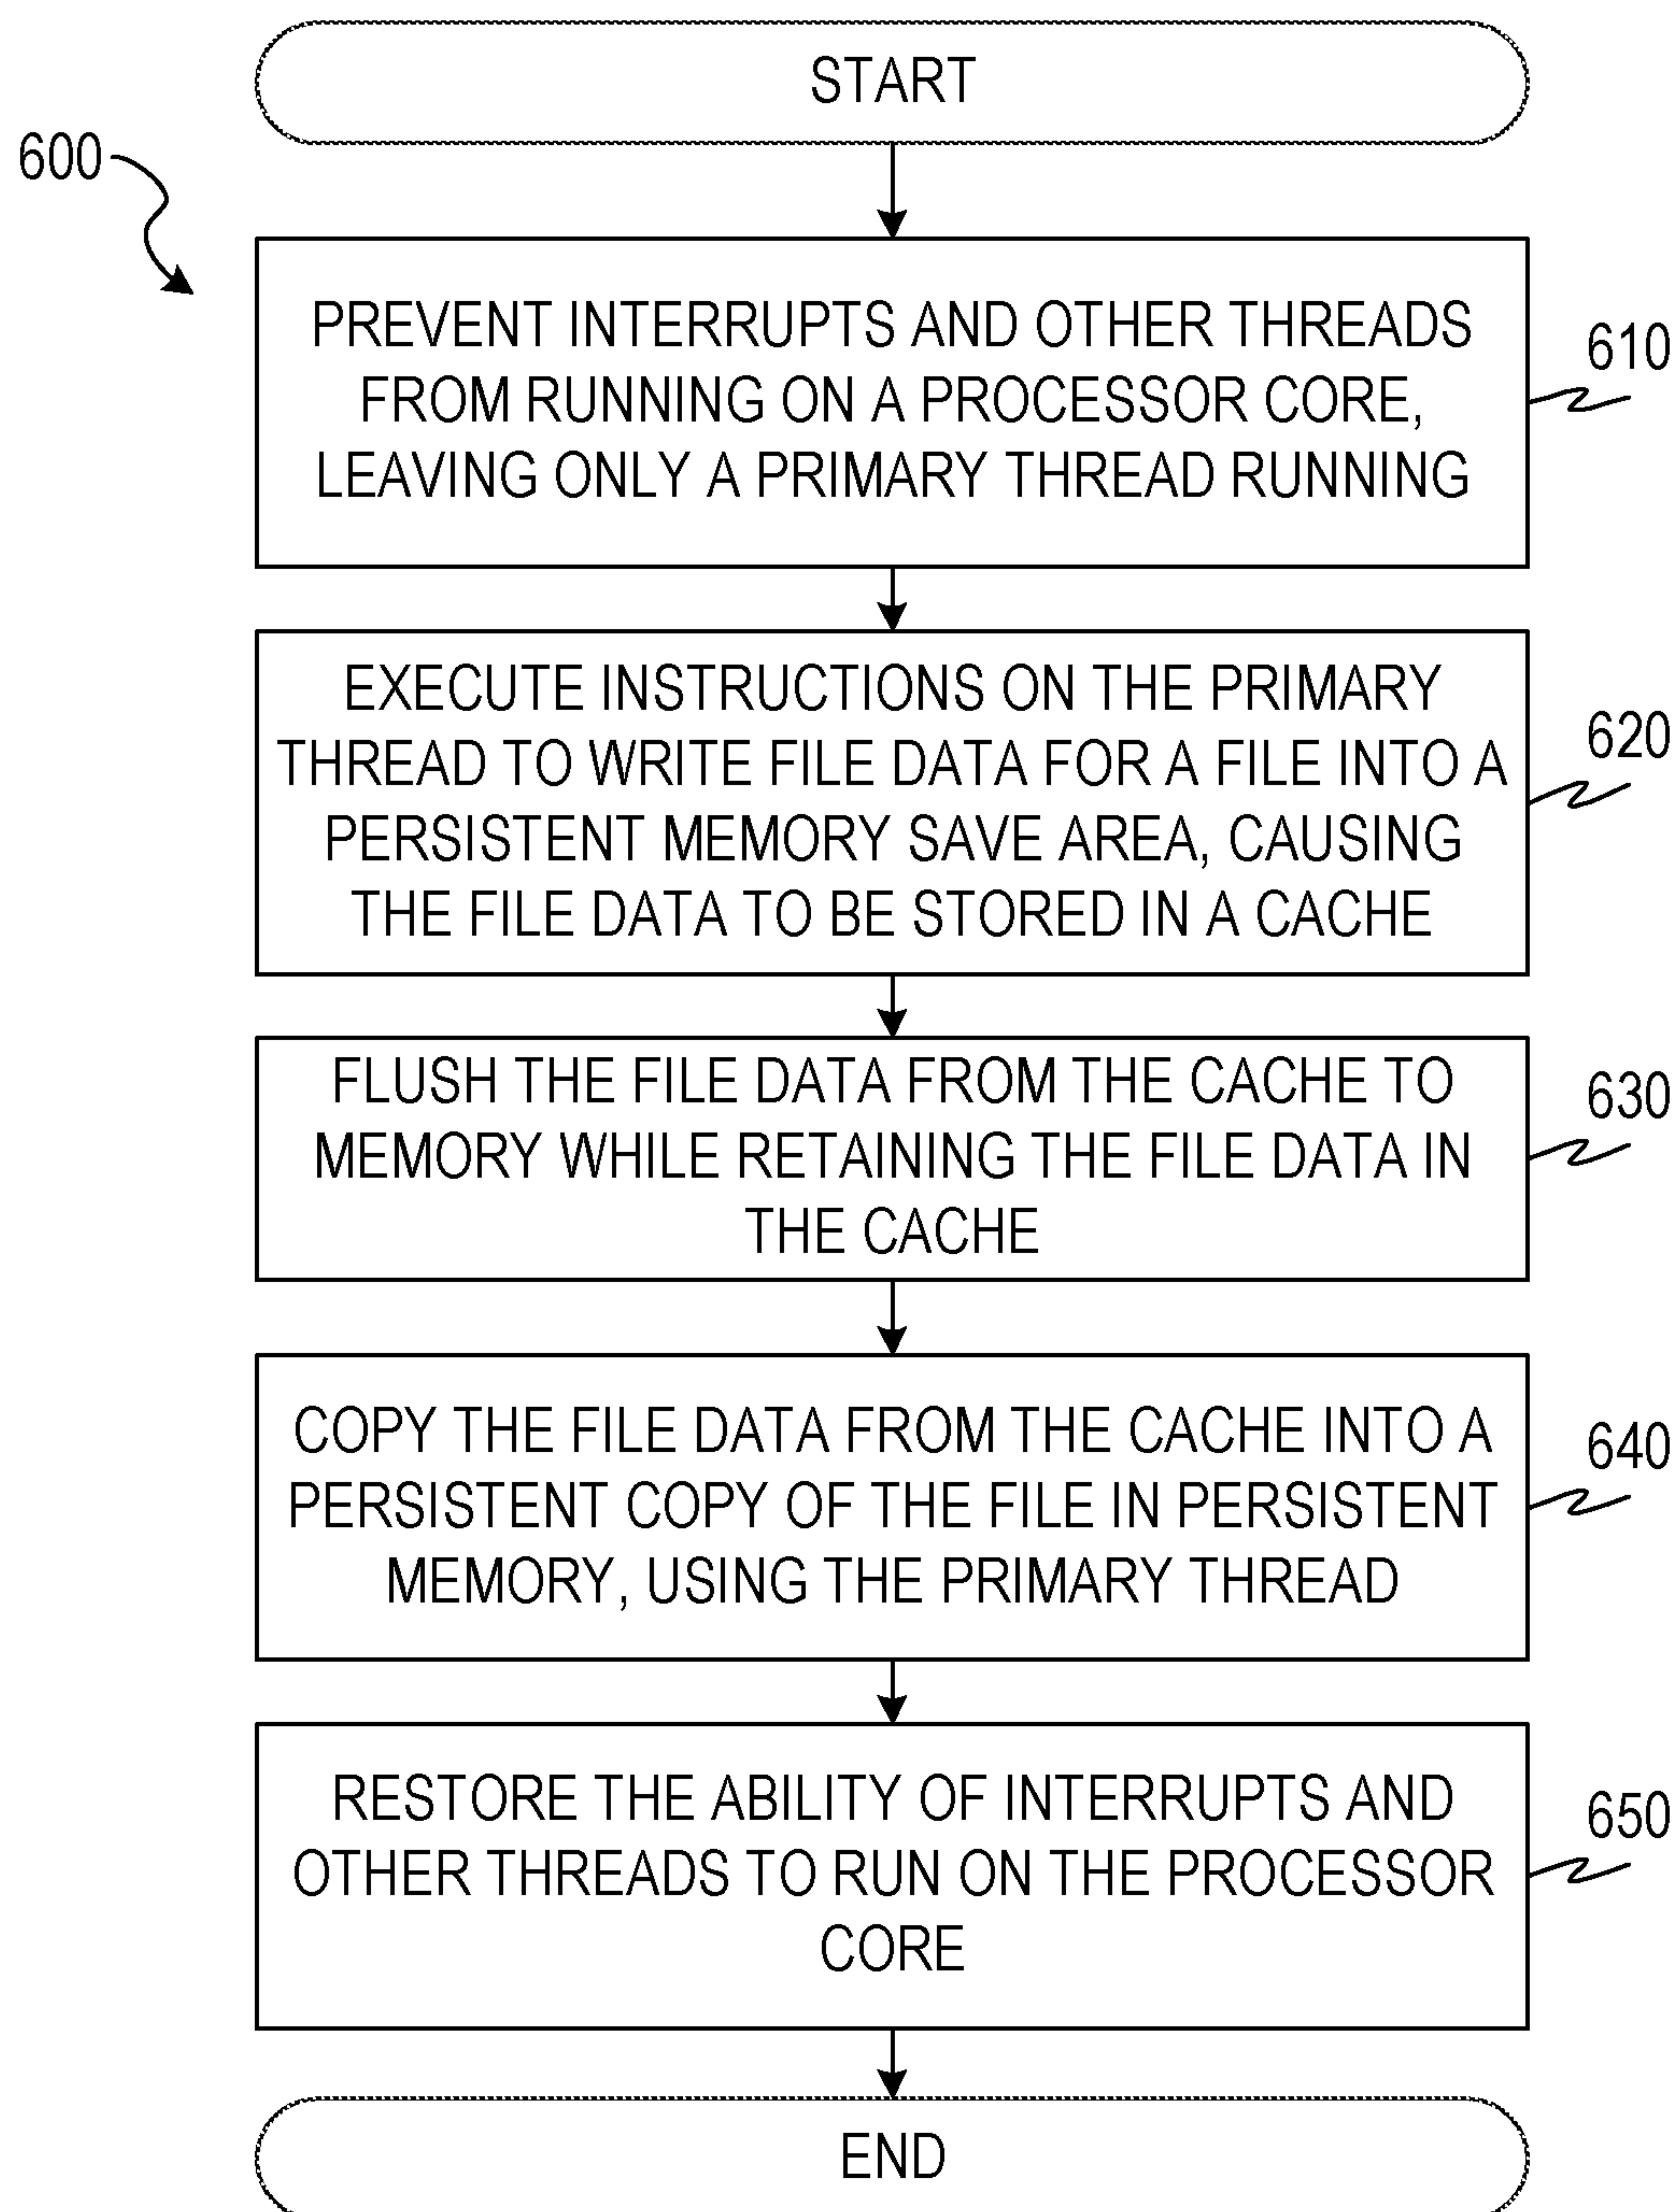 START
600
PREVENT INTERRUPTS AND OTHER THREADS
FROM RUNNING ON A PROCESSOR CORE,
LEAVING ONLY A PRIMARY THREAD RUNNING
610
EXECUTE INSTRUCTIONS ON THE PRIMARY
THREAD TO WRITE FILE DATA FOR A FILE INTO A
PERSISTENT MEMORY SAVE AREA, CAUSING
THE FILE DATA TO BE STORED IN A CACHE
620
FLUSH THE FILE DATA FROM THE CACHE TO
MEMORY WHILE RETAINING THE FILE DATA IN
THE CACHE
630
COPY THE FILE DATA FROM THE CACHE INTO A
PERSISTENT COPY OF THE FILE IN PERSISTENT
MEMORY, USING THE PRIMARY THREAD
640
RESTORE THE ABILITY OF INTERRUPTS AND
OTHER THREADS TO RUN ON THE PROCESSOR
CORE
650
END